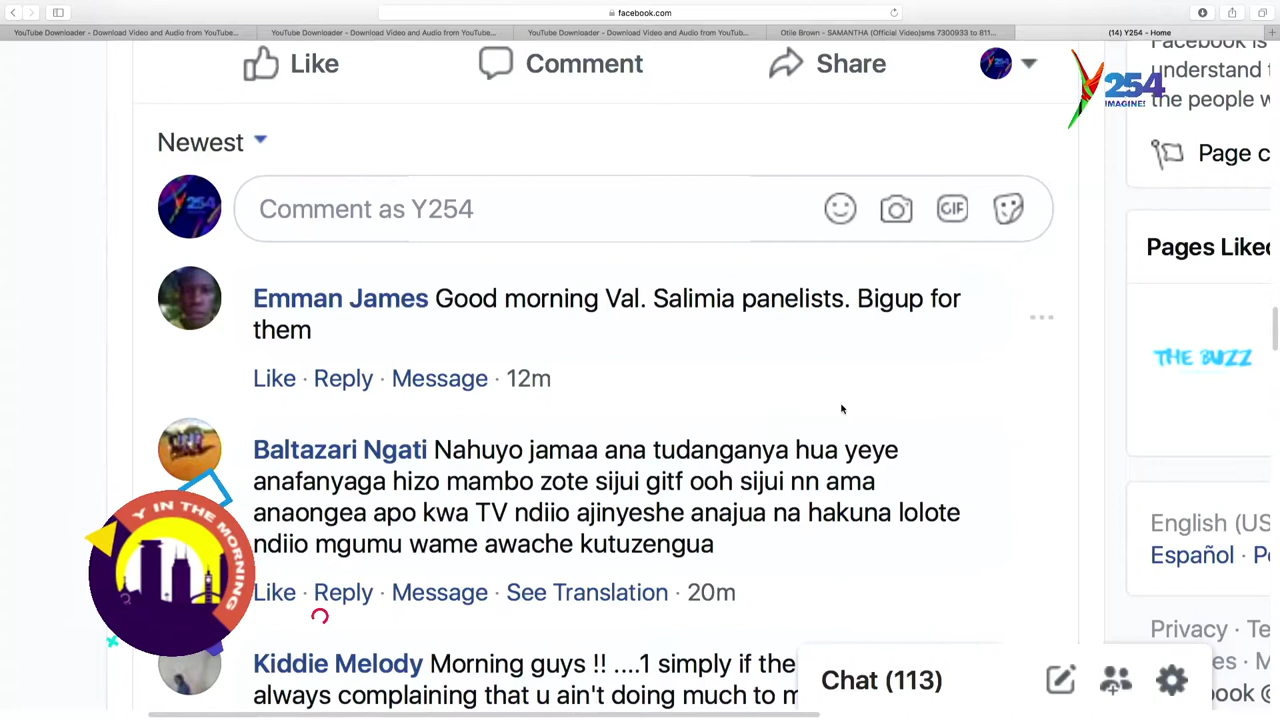 facebook.com
YouTube Downloader - Download Video and Audio from YouTube...
YouTube Downloader - Download Video and Audio from YouTube...
YouTube Downloader - Download Video and Audio from YouTub...
Otile Brown - SAMANTHA (Official Video)sms 7300933 to 811...
(14) Y254 - Home
Like
Comment
Share
Facebook is
understand t
the people w
Y254
IMAGINE!
Page c
Newest
Y254
Comment as Y254
GIF
Pages Liked
THE BUZZ
Emman James Good morning Val. Salimia panelists. Bigup for
them
Like · Reply · Message · 12m
Baltazari Ngati Nahuyo jamaa ana tudanganya hua yeye
anafanyaga hizo mambo zote sijui gitf ooh sijui nn ama
anaongea apo kwa TV ndiio ajinyeshe anajua na hakuna lolote
ndiio mgumu wame awache kutuzengua
Like · Reply · Message · See Translation · 20m
Y IN THE MORNING
Kiddie Melody Morning guys !! ....1 simply if the
always complaining that u ain't doing much to m
English (US
Español · Po
Privacy · Te
es
book @
Chat (113)